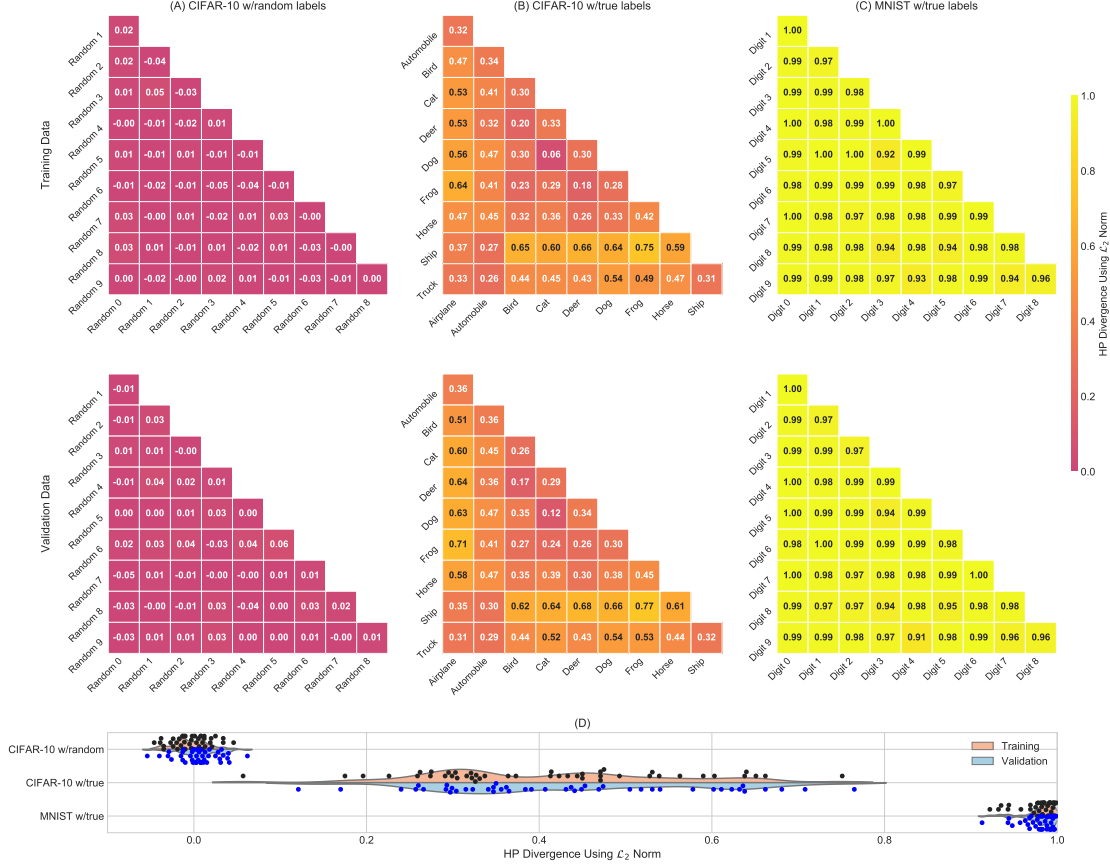 (A) CIFAR-10 w/random labels
(B) CIFAR-10 w/true labels
(C) MNIST w/true labels
Training Data
Random 1 0.02
Random 2 0.02 -0.04
Random 3 0.01 0.05 -0.03
Random 4 -0.00 -0.01 -0.02 0.01
Random 5 0.01 -0.01 0.01 -0.01 -0.01
Random 6 -0.01 -0.02 -0.01 -0.05 -0.04 -0.01
Random 7 0.03 -0.00 0.01 -0.02 0.01 0.03 -0.00
Random 8 0.03 0.01 -0.01 0.01 -0.02 0.01 -0.03 -0.00
Random 9 0.00 -0.02 -0.00 0.02 0.01 -0.01 -0.03 -0.01 0.00
Random 0 Random 1 Random 2 Random 3 Random 4 Random 5 Random 6 Random 7 Random 8
Automobile 0.32
Bird 0.47 0.34
Cat 0.53 0.41 0.30
Deer 0.53 0.32 0.20 0.33
Dog 0.56 0.47 0.30 0.06 0.30
Frog 0.64 0.41 0.23 0.29 0.18 0.28
Horse 0.47 0.45 0.32 0.36 0.26 0.33 0.42
Ship 0.37 0.27 0.65 0.60 0.66 0.64 0.75 0.59
Truck 0.33 0.26 0.44 0.45 0.43 0.54 0.49 0.47 0.31
Airplane Automobile Bird Cat Deer Dog Frog Horse Ship
Digit 1 1.00
Digit 2 0.99 0.97
Digit 3 0.99 0.99 0.98
Digit 4 1.00 0.98 0.99 1.00
Digit 5 0.99 1.00 1.00 0.92 0.99
Digit 6 0.98 0.99 0.99 0.99 0.98 0.97
Digit 7 1.00 0.98 0.97 0.98 0.98 0.99 0.99
Digit 8 0.99 0.98 0.98 0.94 0.98 0.94 0.98 0.98
Digit 9 0.99 0.99 0.98 0.97 0.93 0.98 0.99 0.94 0.96
Digit 0 Digit 1 Digit 2 Digit 3 Digit 4 Digit 5 Digit 6 Digit 7 Digit 8
1.0
0.8
0.6
0.4
0.2
0.0
HP Divergence Using ℒ₂ Norm
Validation Data
Random 1 -0.01
Random 2 -0.01 0.03
Random 3 0.01 0.01 -0.00
Random 4 -0.01 0.04 0.02 0.01
Random 5 0.00 0.00 0.01 0.03 0.00
Random 6 0.02 0.03 0.04 -0.03 0.04 0.06
Random 7 -0.05 0.01 -0.01 -0.00 -0.00 0.01 0.01
Random 8 -0.03 -0.00 -0.01 0.03 -0.04 0.00 0.03 0.02
Random 9 -0.03 0.01 0.01 0.03 0.00 0.00 0.01 -0.00 0.01
Random 0 Random 1 Random 2 Random 3 Random 4 Random 5 Random 6 Random 7 Random 8
Automobile 0.36
Bird 0.51 0.36
Cat 0.60 0.45 0.26
Deer 0.64 0.36 0.17 0.29
Dog 0.63 0.47 0.35 0.12 0.34
Frog 0.71 0.41 0.27 0.24 0.26 0.30
Horse 0.58 0.47 0.35 0.39 0.30 0.38 0.45
Ship 0.35 0.30 0.62 0.64 0.68 0.66 0.77 0.61
Truck 0.31 0.29 0.44 0.52 0.43 0.54 0.53 0.44 0.32
Airplane Automobile Bird Cat Deer Dog Frog Horse Ship
Digit 1 1.00
Digit 2 0.99 0.97
Digit 3 0.99 0.99 0.97
Digit 4 1.00 0.98 0.99 0.99
Digit 5 1.00 0.99 0.99 0.94 0.99
Digit 6 0.98 1.00 0.99 0.99 0.99 0.98
Digit 7 1.00 0.98 0.97 0.98 0.98 0.99 1.00
Digit 8 0.99 0.97 0.97 0.94 0.98 0.95 0.98 0.98
Digit 9 0.99 0.99 0.98 0.97 0.91 0.98 0.99 0.96 0.96
Digit 0 Digit 1 Digit 2 Digit 3 Digit 4 Digit 5 Digit 6 Digit 7 Digit 8
(D)
CIFAR-10 w/random
CIFAR-10 w/true
MNIST w/true
Training
Validation
0.0 0.2 0.4 0.6 0.8 1.0
HP Divergence Using ℒ₂ Norm